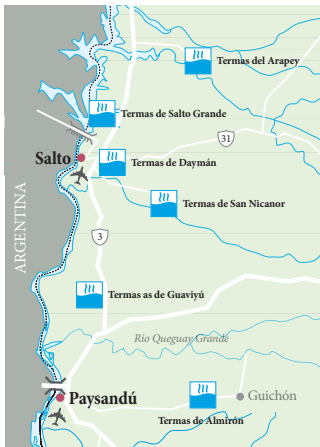 Termas del Arapey
Termas de Salto Grande
31
Salto
Termas de Daymán
Termas de San Nicanor
ARGENTINA
3
Termas as de Guaviyú
Rio Queguay Grande
Paysandú
Guichón
Termas de Almirón